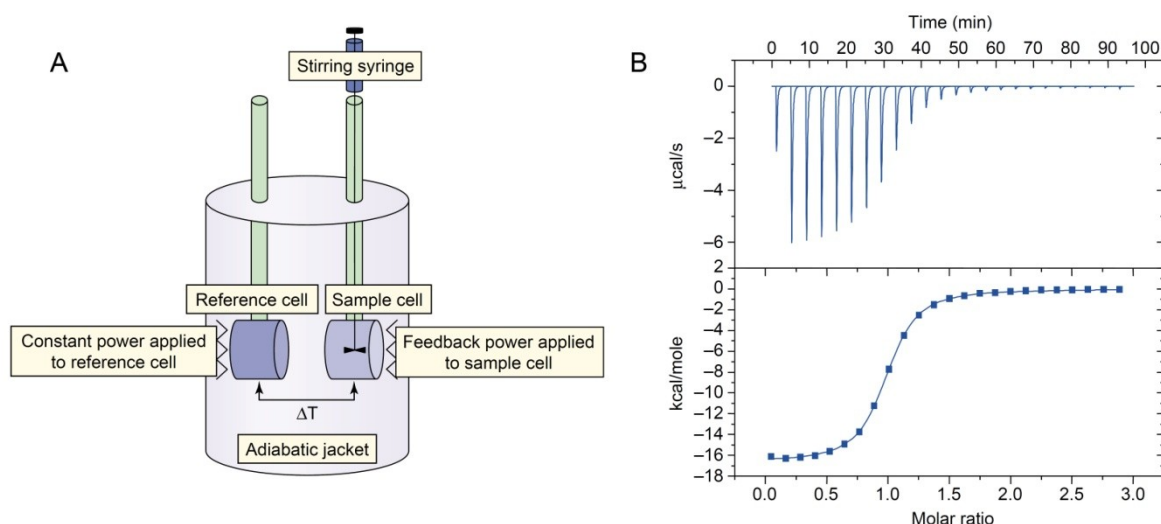 A
Stirring syringe
Reference cell
Sample cell
Constant power applied
to reference cell
Feedback power applied
to sample cell
ΔT
Adiabatic jacket
B
Time (min)
0 10 20 30 40 50 60 70 80 90 100
0
−2
−4
−6
2
μcal/s
0
−2
−4
−6
−8
−10
−12
−14
−16
−18
kcal/mole
0.0 0.5 1.0 1.5 2.0 2.5 3.0
Molar ratio